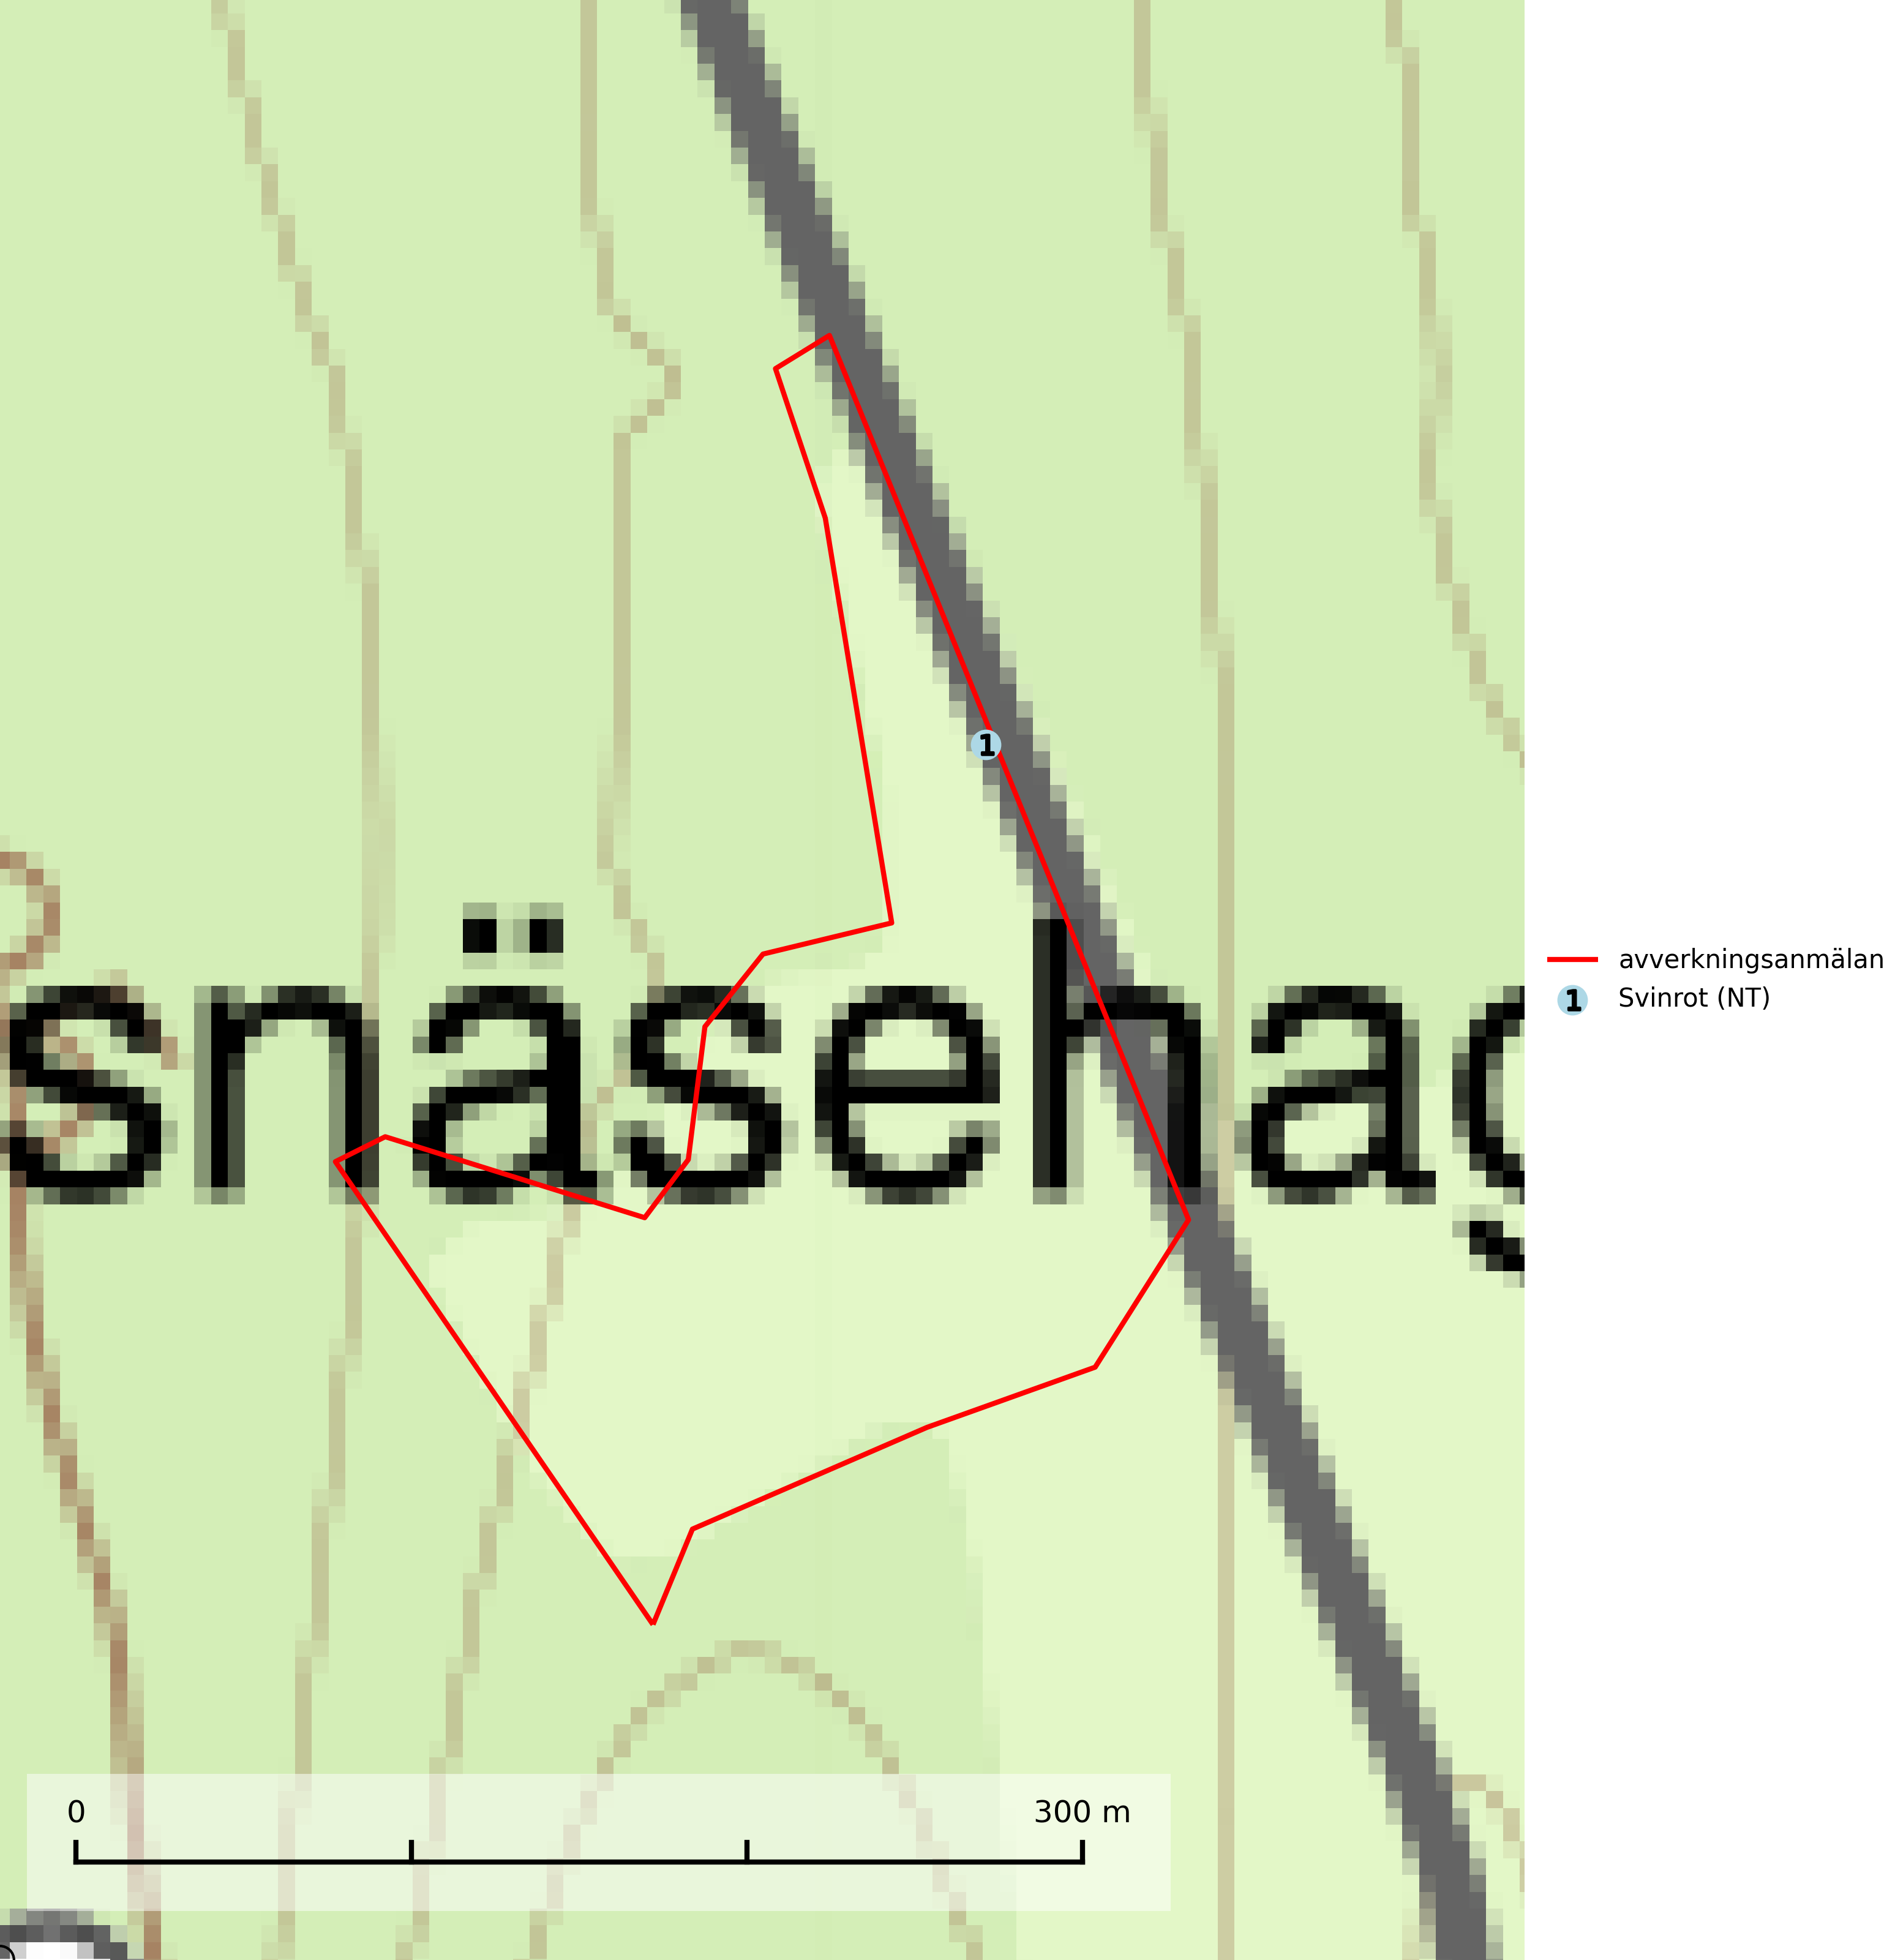 1
snäsehag
avverkningsanmälan
1 Svinrot (NT)
0 300 m